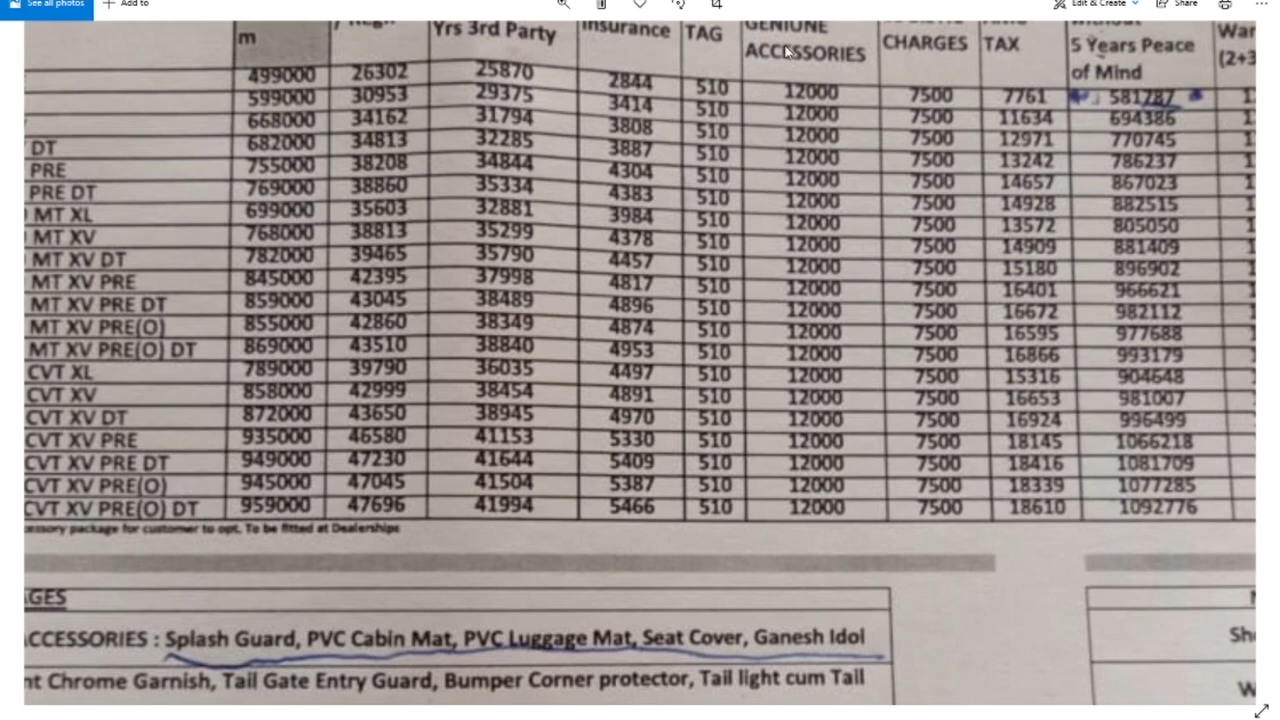 See all photos + Add to Edit & Create Share
m Yrs 3rd Party Insurance TAG GENIUNE ACCESSORIES CHARGES TAX 5 Years Peace of Mind (2+3
499000 26302 25870 2844 510 12000 7500 7761 581787
599000 30953 29375 3414 510 12000 7500 11634 694386
668000 34162 31794 3808 510 12000 7500 12971 770745
DT 682000 34813 32285 3887 510 12000 7500 13242 786237
PRE 755000 38208 34844 4304 510 12000 7500 14657 867023
PRE DT 769000 38860 35334 4383 510 12000 7500 14928 882515
MT XL 699000 35603 32881 3984 510 12000 7500 13572 805050
MT XV 768000 38813 35299 4378 510 12000 7500 14909 881409
MT XV DT 782000 39465 35790 4457 510 12000 7500 15180 896902
MT XV PRE 845000 42395 37998 4817 510 12000 7500 16401 966621
MT XV PRE DT 859000 43045 38489 4896 510 12000 7500 16672 982112
MT XV PRE(O) 855000 42860 38349 4874 510 12000 7500 16595 977688
MT XV PRE(O) DT 869000 43510 38840 4953 510 12000 7500 16866 993179
CVT XL 789000 39790 36035 4497 510 12000 7500 15316 904648
CVT XV 858000 42999 38454 4891 510 12000 7500 16653 981007
CVT XV DT 872000 43650 38945 4970 510 12000 7500 16924 996499
CVT XV PRE 935000 46580 41153 5330 510 12000 7500 18145 1066218
CVT XV PRE DT 949000 47230 41644 5409 510 12000 7500 18416 1081709
CVT XV PRE(O) 945000 47045 41504 5387 510 12000 7500 18339 1077285
CVT XV PRE(O) DT 959000 47696 41994 5466 510 12000 7500 18610 1092776
package for customer to opt. To be fitted at Dealerships
GES
ACCESSORIES : Splash Guard, PVC Cabin Mat, PVC Luggage Mat, Seat Cover, Ganesh Idol
nt Chrome Garnish, Tail Gate Entry Guard, Bumper Corner protector, Tail light cum Tail